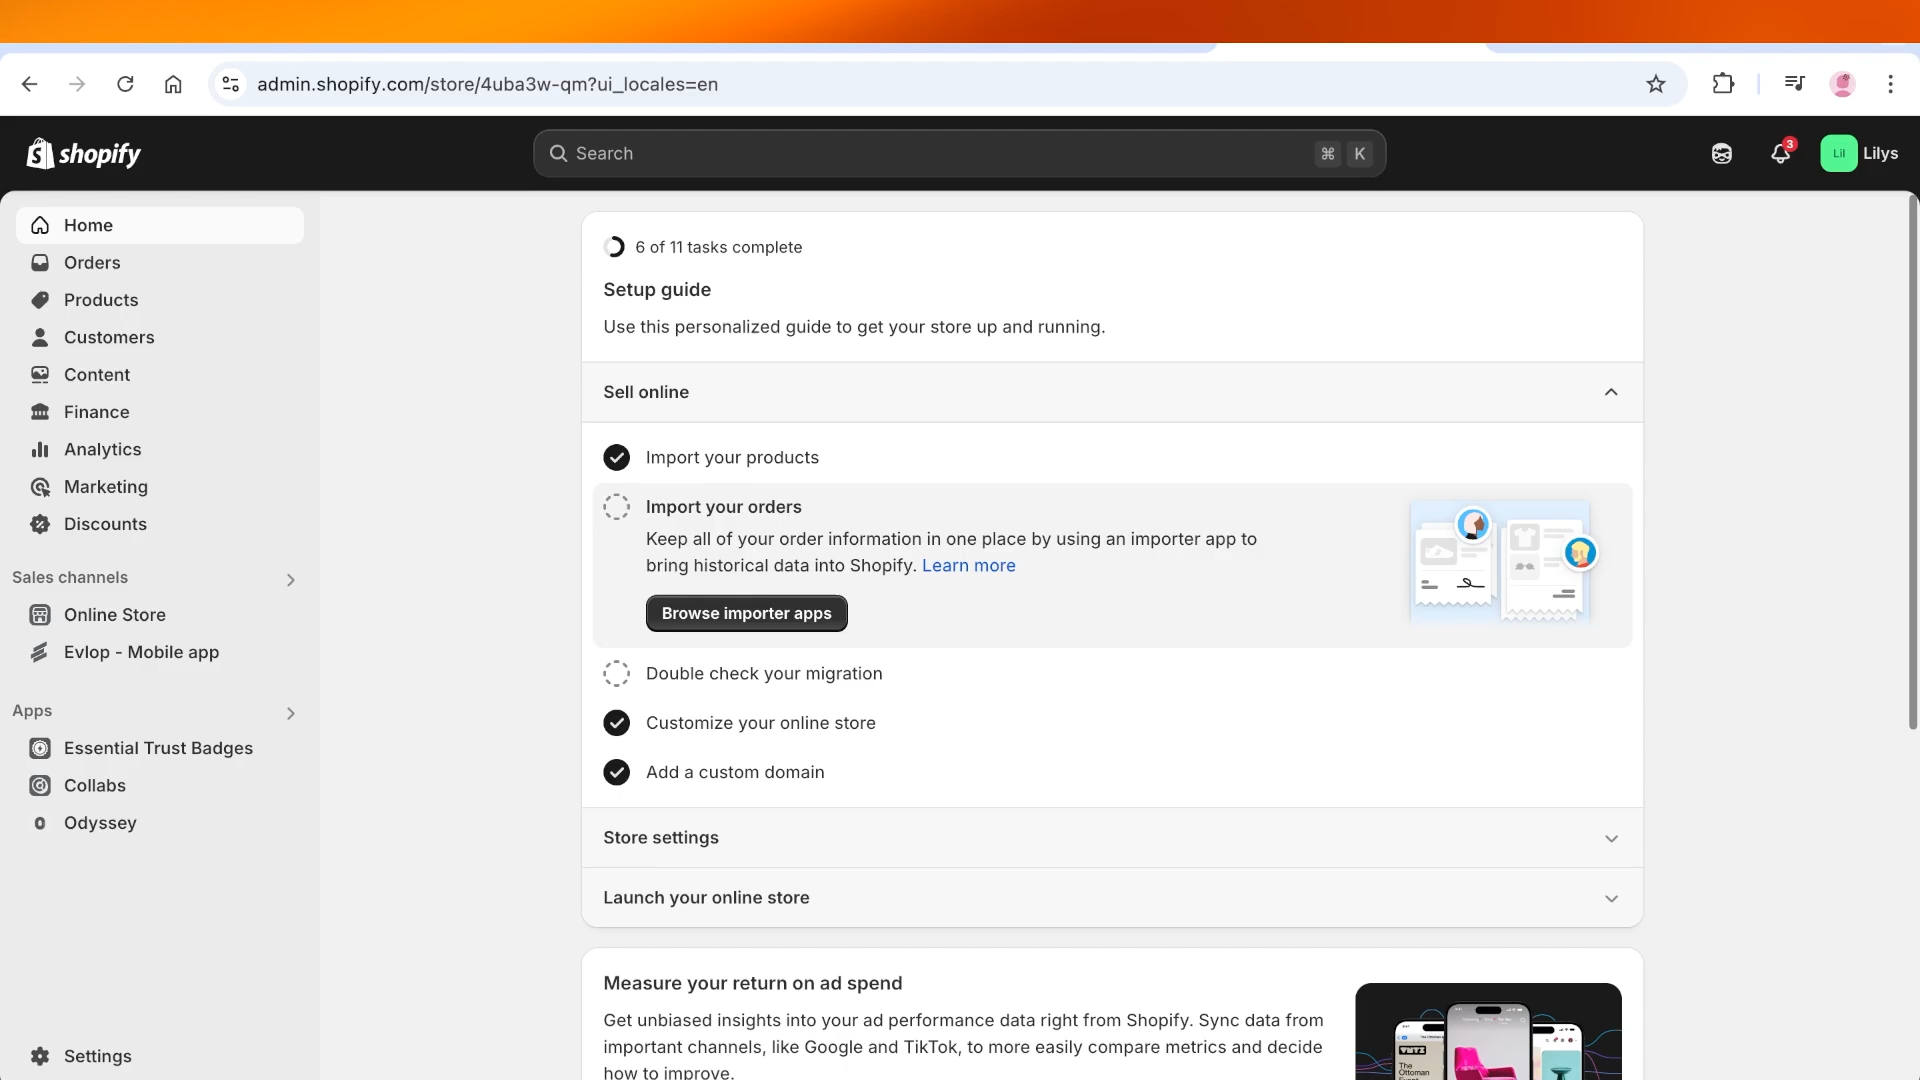 admin.shopify.com/store/4uba3w-qm?ui_locales=en
shopify
Search
⌘ K
3
Lil
Lilys
Home
Orders
Products
Customers
Content
Finance
Analytics
Marketing
Discounts
Sales channels
Online Store
Evlop - Mobile app
Apps
Essential Trust Badges
Collabs
Odyssey
Settings
6 of 11 tasks complete
Setup guide
Use this personalized guide to get your store up and running.
Sell online
Import your products
Import your orders
Keep all of your order information in one place by using an importer app to
bring historical data into Shopify. Learn more
Browse importer apps
Double check your migration
Customize your online store
Add a custom domain
Store settings
Launch your online store
Measure your return on ad spend
Get unbiased insights into your ad performance data right from Shopify. Sync data from
important channels, like Google and TikTok, to more easily compare metrics and decide
how to improve.
The
Ottoman